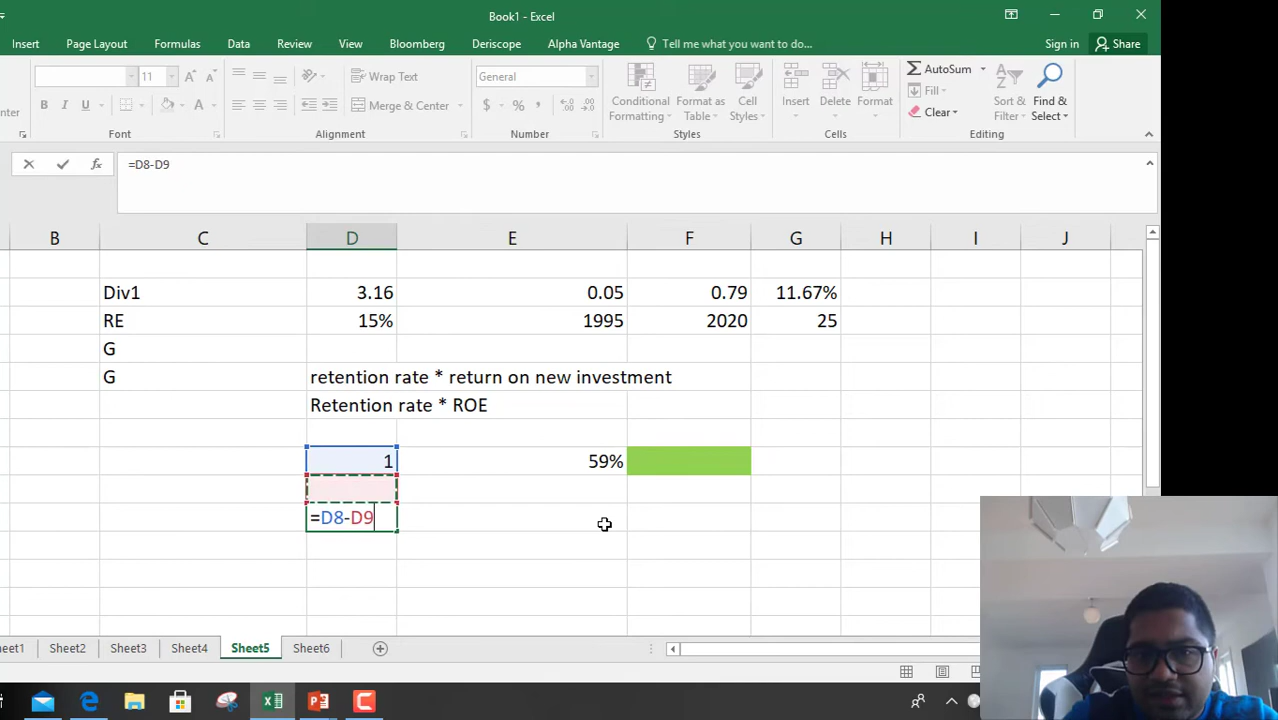 Book1 - Excel
Insert Page Layout Formulas Data Review View Bloomberg Deriscope Alpha Vantage Tell me what you want to do... Sign in Share
11 Wrap Text General AutoSum
Fill
Merge & Center $ % Conditional Formatting Format as Table Cell Styles Insert Delete Format Clear Sort & Filter Find & Select
Font Alignment Number Styles Cells Editing
fx =D8-D9
B C D E F G H I J
Div1 3.16 0.05 0.79 11.67%
RE 15% 1995 2020 25
G
G retention rate * return on new investment
Retention rate * ROE
1 59%
=D8-D9
heet1 Sheet2 Sheet3 Sheet4 Sheet5 Sheet6